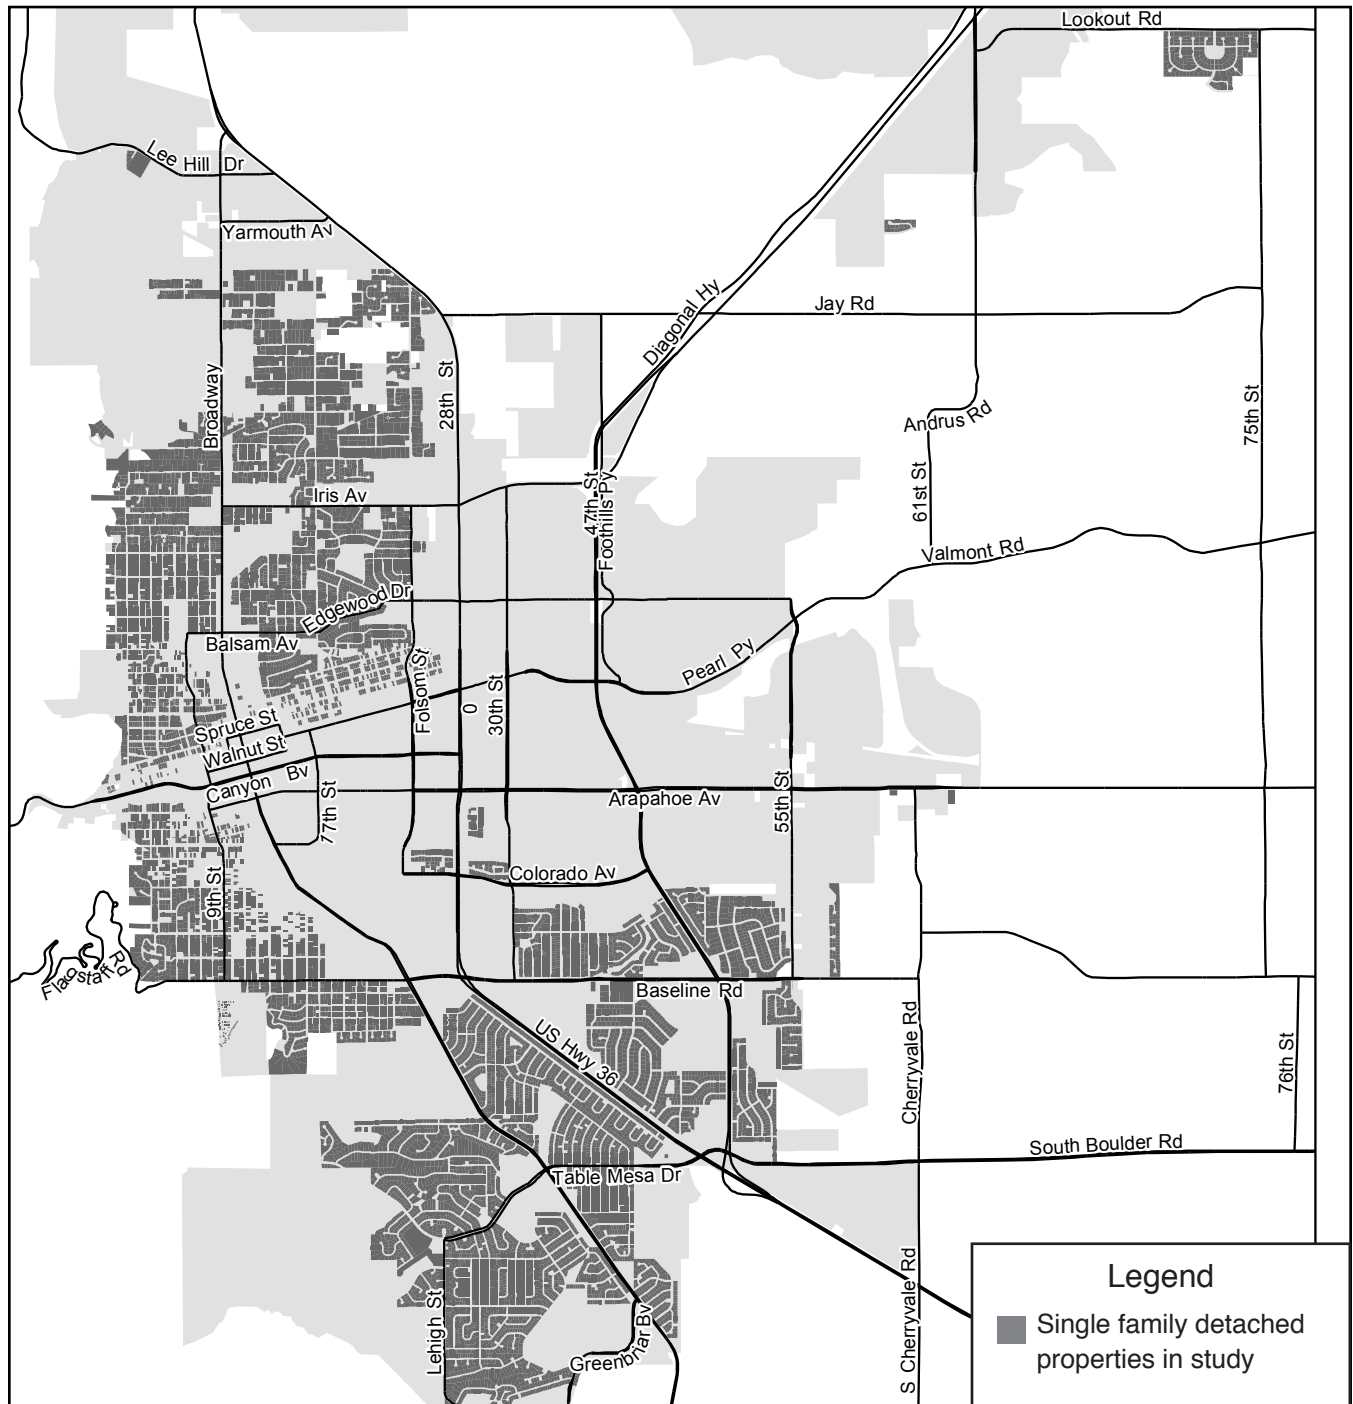 Lookout Rd
Lee Hill Dr
Yarmouth Av
Diagonal Hy
Jay Rd
Broadway
28th St
Andrus Rd
75th St
61st St
Iris Av
47th St
Foothills Py
Valmont Rd
Edgewood Dr
Balsam Av
Folsom St
Pearl Py
30th St
0
Spruce St
Walnut St
Canyon Bv
17th St
Arapahoe Av
55th St
Colorado Av
9th St
Flagstaff Rd
Baseline Rd
US Hwy 36
Cherryvale Rd
76th St
South Boulder Rd
Table Mesa Dr
Lehigh St
Greenbriar Bv
S Cherryvale Rd
Legend
Single family detached
properties in study